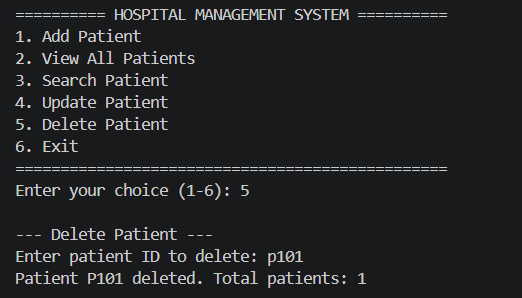 ========== HOSPITAL MANAGEMENT SYSTEM ==========
1. Add Patient
2. View All Patients
3. Search Patient
4. Update Patient
5. Delete Patient
6. Exit
================================================
Enter your choice (1-6): 5
--- Delete Patient ---
Enter patient ID to delete: p101
Patient P101 deleted. Total patients: 1